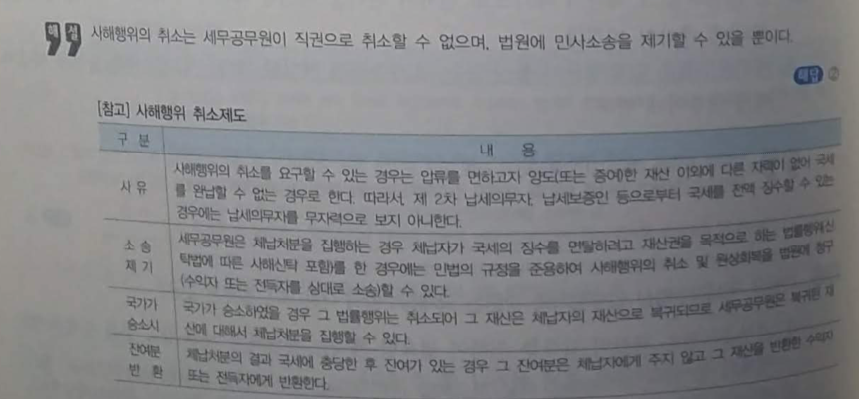 해설
사해행위의 취소는 세무공무원이 직권으로 취소할 수 없으며, 법원에 민사소송을 제기할 수 있을 뿐이다.
해답 ②
[참고] 사해행위 취소제도
구 분 내 용
사해행위의 취소를 요구할 수 있는 경우는 압류를 면하고자 양도(또는 증여)한 재산 이외에 다른 자력이 없어 국세
사 유 를 완납할 수 없는 경우로 한다. 따라서, 제 2차 납세의무자, 납세보증인 등으로부터 국세를 전액 징수할 수 있는
경우에는 납세의무자를 무자력으로 보지 아니한다.
소 송 세무공무원은 체납처분을 집행하는 경우 체납자가 국세의 징수를 면탈하려고 재산권을 목적으로 하는 법률행위(신
제 기 탁법에 따른 사해신탁 포함)를 한 경우에는 민법의 규정을 준용하여 사해행위의 취소 및 원상회복을 법원에 청구
(수익자 또는 전득자를 상대로 소송)할 수 있다.
국가가 국가가 승소하였을 경우 그 법률행위는 취소되어 그 재산은 체납자의 재산으로 복귀되므로 세무공무원은 복귀된 재
승소시 산에 대해서 체납처분을 집행할 수 있다.
잔여분 체납처분의 결과 국세에 충당한 후 잔여가 있는 경우 그 잔여분은 체납자에게 주지 않고 그 재산을 반환한 수익자
반 환 또는 전득자에게 반환한다.